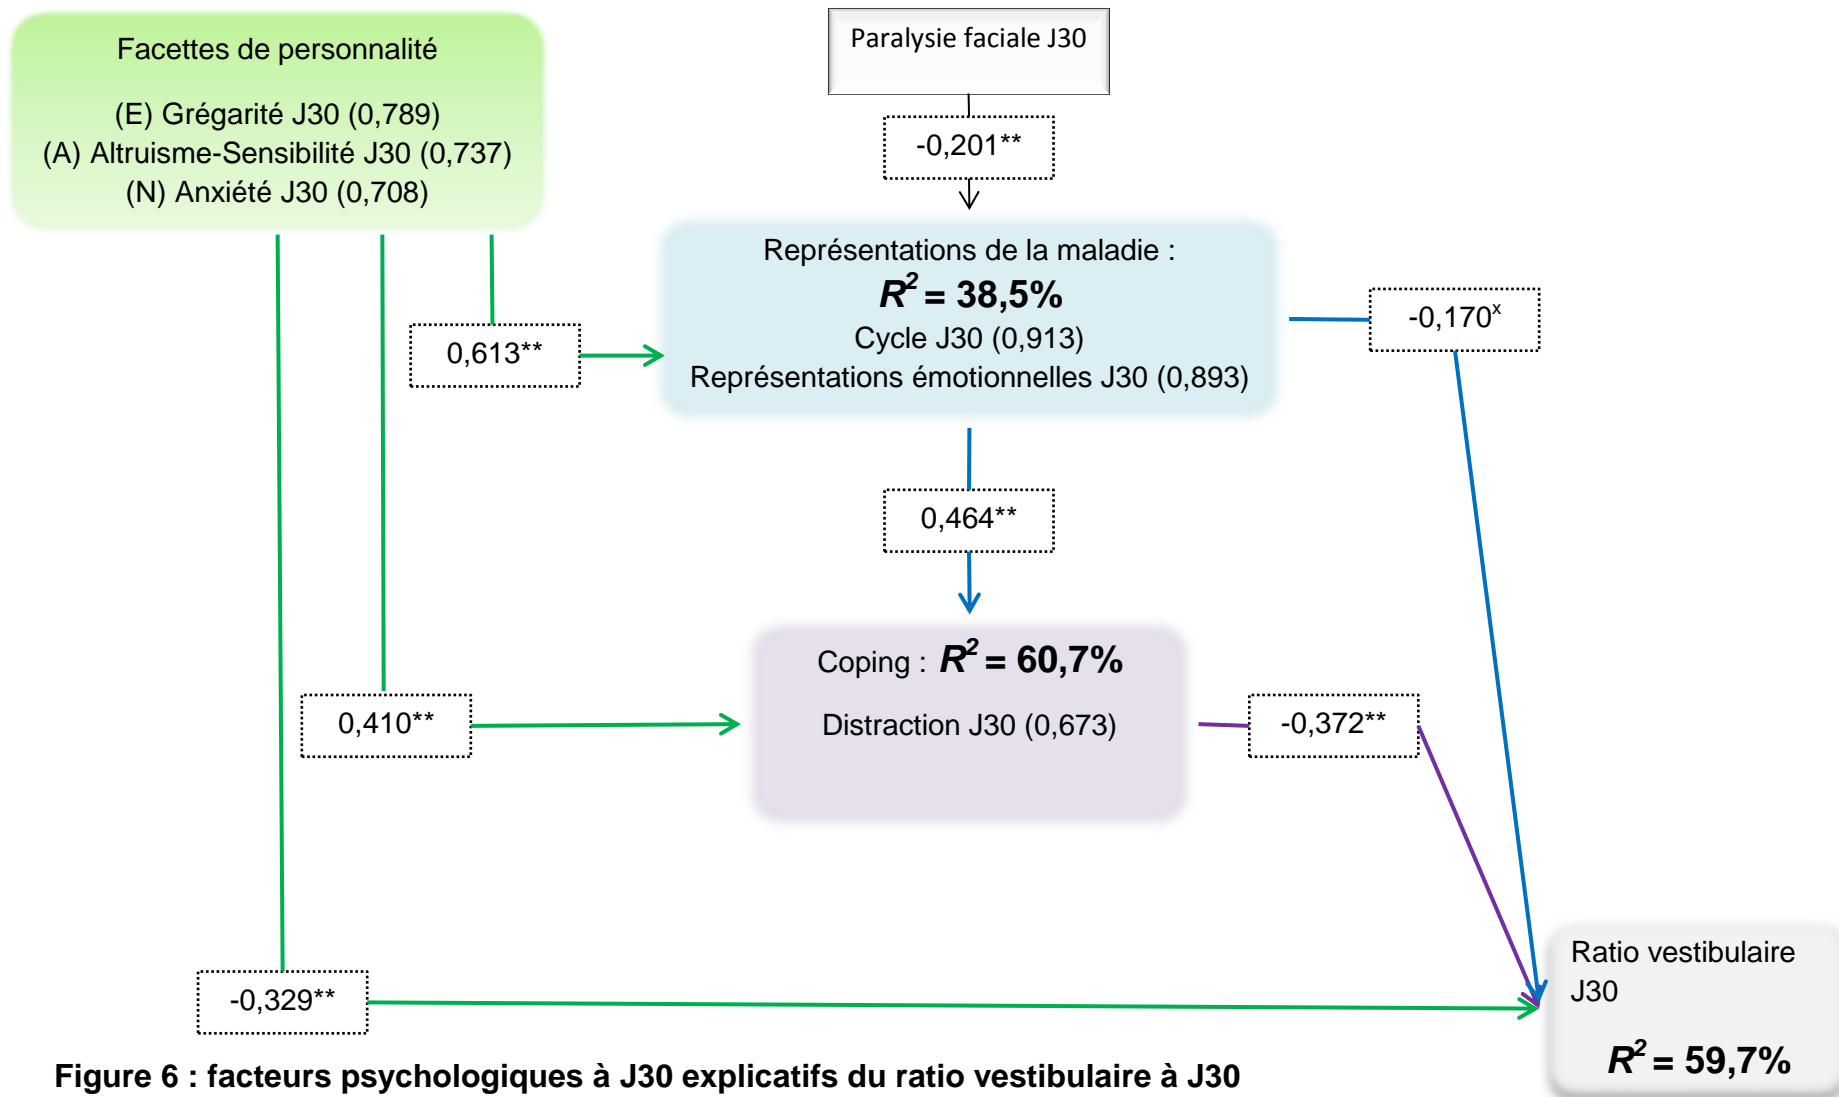 Facettes de personnalité
(E) Grégarité J30 (0,789)
(A) Altruisme-Sensibilité J30 (0,737)
(N) Anxiété J30 (0,708)
Paralysie faciale J30
-0,201**
Représentations de la maladie :
R² = 38,5%
Cycle J30 (0,913)
Représentations émotionnelles J30 (0,893)
-0,170ˣ
0,613**
0,464**
Coping : R² = 60,7%
Distraction J30 (0,673)
0,410**
-0,372**
-0,329**
Ratio vestibulaire
J30
R² = 59,7%
Figure 6 : facteurs psychologiques à J30 explicatifs du ratio vestibulaire à J30